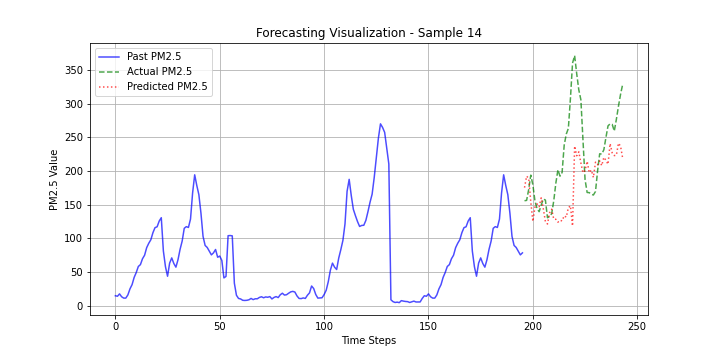 Forecasting Visualization - Sample 14
Past PM2.5
Actual PM2.5
Predicted PM2.5
PM2.5 Value
350
300
250
200
150
100
50
0
0 50 100 150 200 250
Time Steps